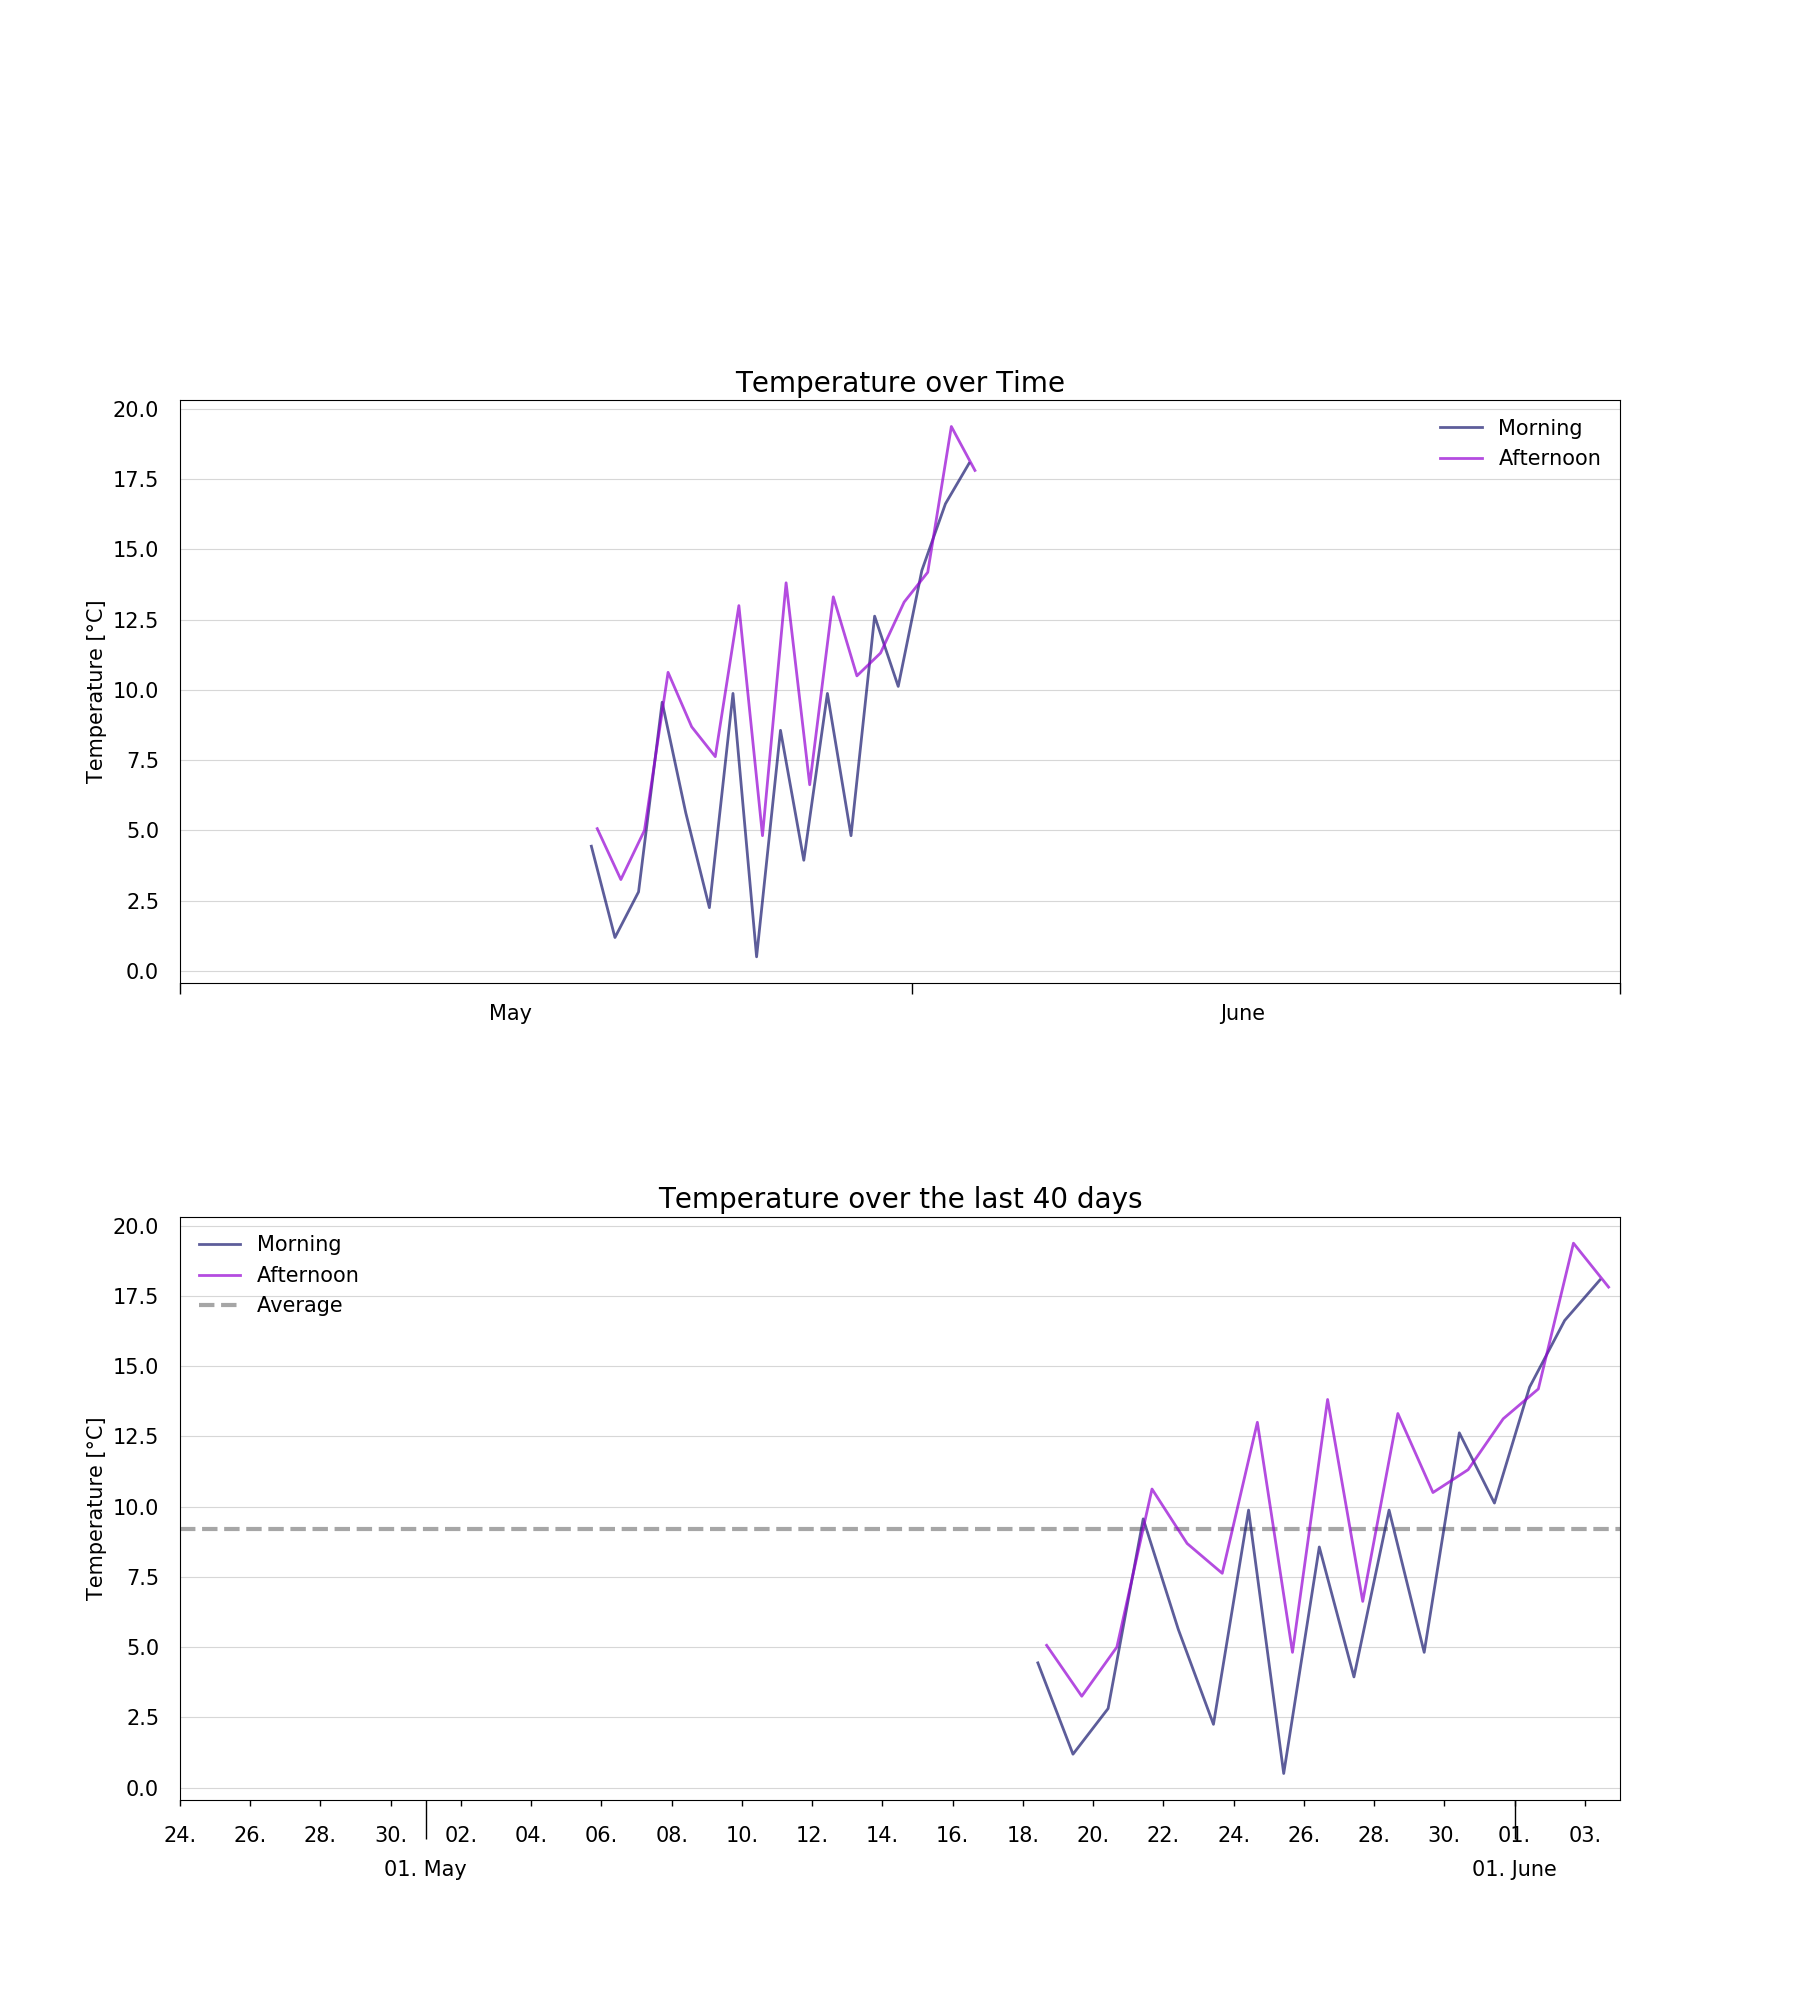 Temperature over Time
20.0
17.5
15.0
12.5
10.0
7.5
5.0
2.5
0.0
Temperature [°C]
Morning
Afternoon
May June
Temperature over the last 40 days
20.0
17.5
15.0
12.5
10.0
7.5
5.0
2.5
0.0
Temperature [°C]
Morning
Afternoon
Average
24. 26. 28. 30. 02. 04. 06. 08. 10. 12. 14. 16. 18. 20. 22. 24. 26. 28. 30. 01. 03.
01. May 01. June